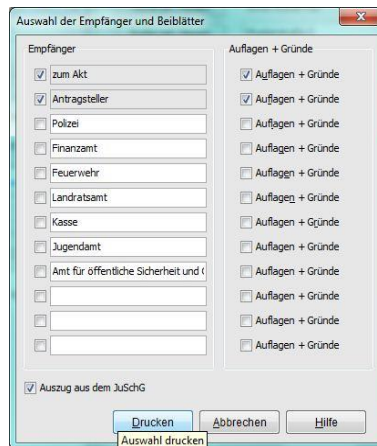 Auswahl der Empfänger und Beiblätter
Empfänger
Auflagen + Gründe
zum Akt
Auflagen + Gründe
Antragsteller
Auflagen + Gründe
Polizei
Auflagen + Gründe
Finanzamt
Auflagen + Gründe
Feuerwehr
Auflagen + Gründe
Landratsamt
Auflagen + Gründe
Kasse
Auflagen + Gründe
Jugendamt
Auflagen + Gründe
Amt für öffentliche Sicherheit und
Auflagen + Gründe
Auflagen + Gründe
Auflagen + Gründe
Auflagen + Gründe
Auszug aus dem JuSchG
Drucken
Abbrechen
Hilfe
Auswahl drucken